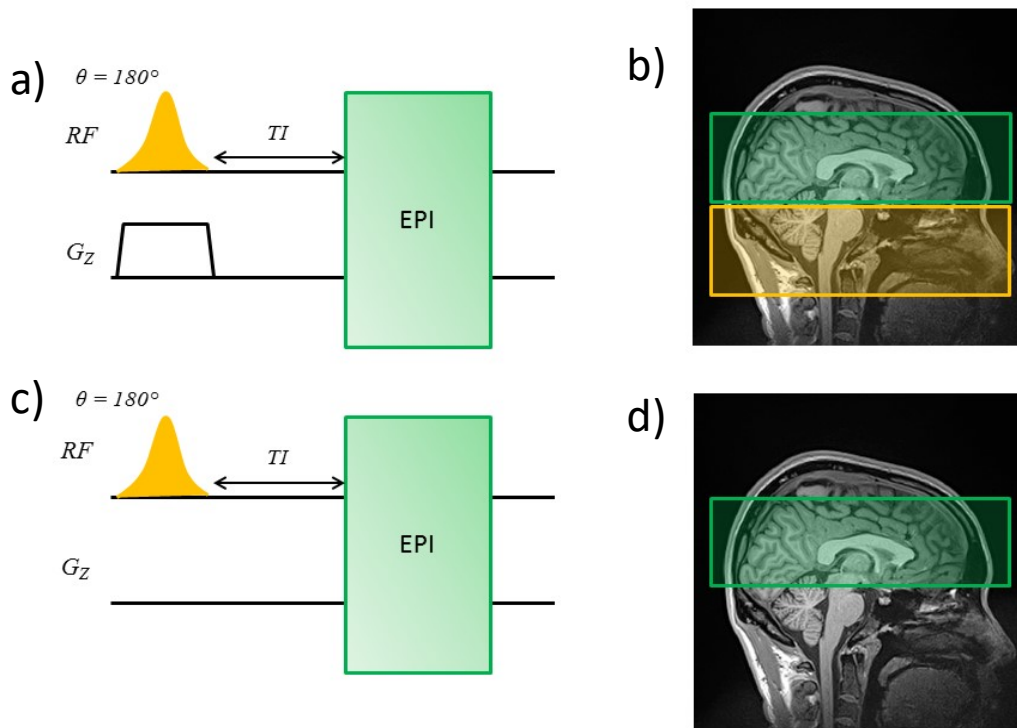 a)
θ = 180°
RF
TI
EPI
G_Z
b)
c)
θ = 180°
RF
TI
EPI
G_Z
d)